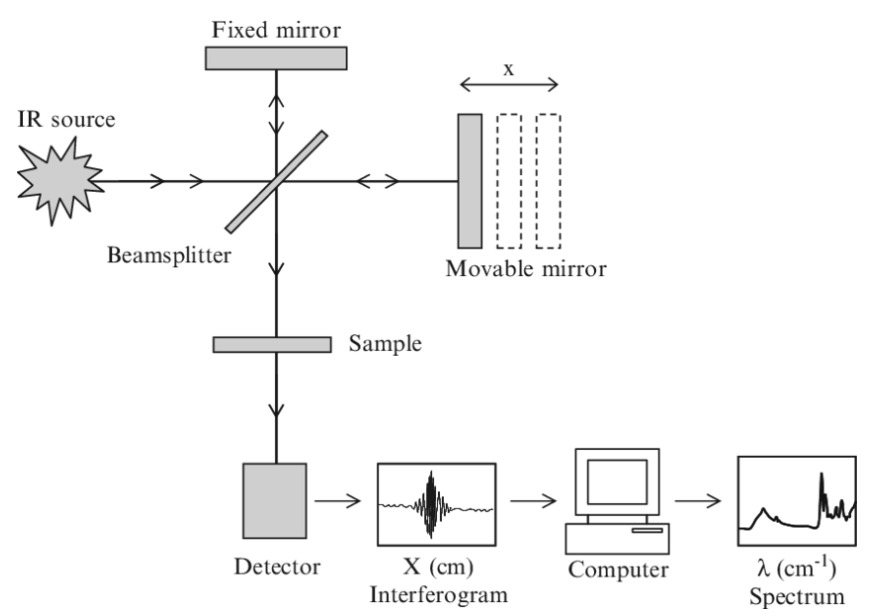 Fixed mirror
x
IR source
Beamsplitter
Movable mirror
Sample
Detector
X (cm)
Interferogram
Computer
λ (cm⁻¹)
Spectrum